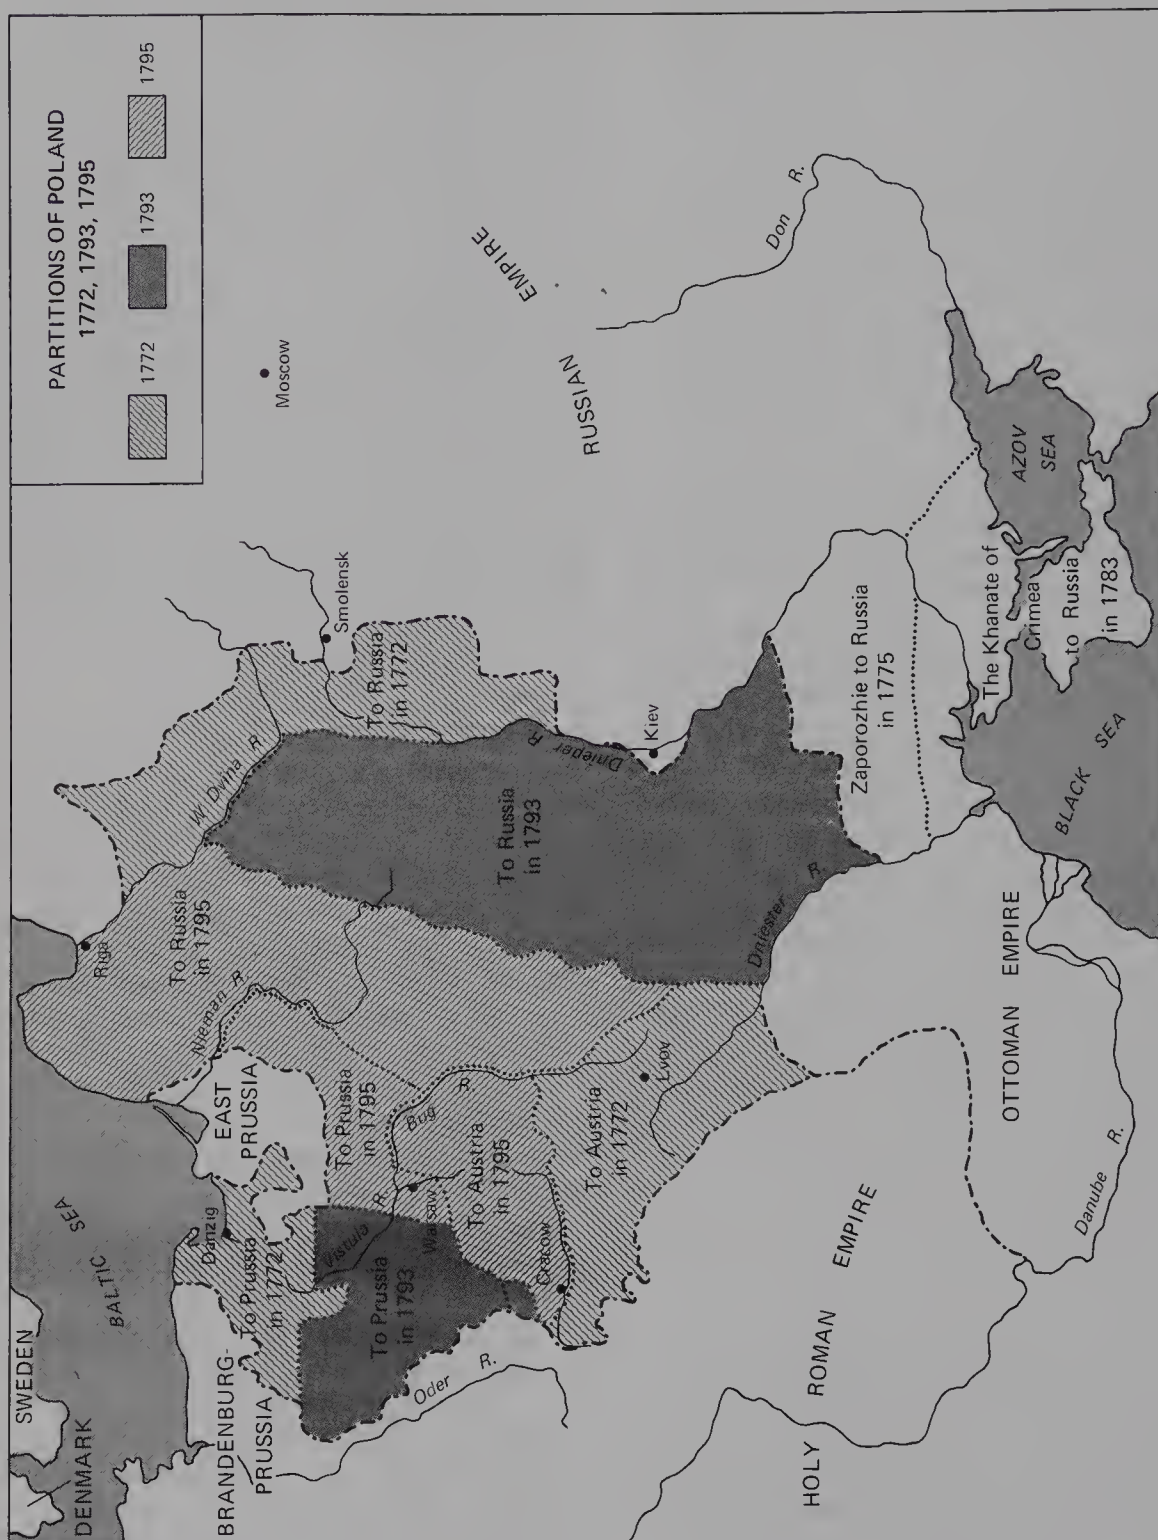 PARTITIONS OF POLAND
1772, 1793, 1795
1772
1793
1795
SWEDEN
DENMARK
BALTIC
SEA
Riga
Moscow
Smolensk
W. Dvina R.
To Russia
in 1772
RUSSIAN
EMPIRE
Don R.
BRANDENBURG-
PRUSSIA
Danzig
To Prussia
in 1772
EAST
PRUSSIA
Nieman R.
To Russia
in 1795
To Prussia
in 1795
To Prussia
in 1793
Vistula R.
Warsaw
Bug R.
Oder R.
To Russia
in 1793
Dnieper R.
Kiev
To Austria
in 1795
Cracow
To Austria
in 1772
Lvov
Dniester R.
Zaporozhie to Russia
in 1775
The Khanate of
Crimea
to Russia
in 1783
AZOV
SEA
BLACK
SEA
HOLY
ROMAN
EMPIRE
OTTOMAN EMPIRE
Danube R.